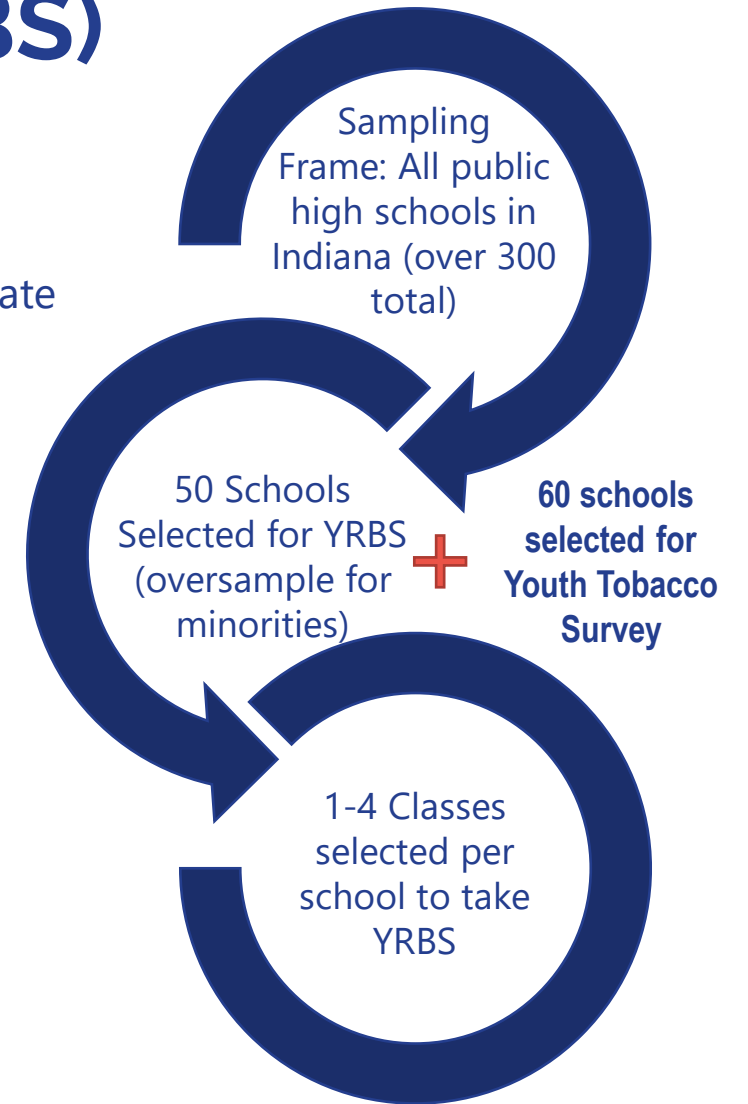 BS)
ate
Sampling
Frame: All public
high schools in
Indiana (over 300
total)
50 Schools
Selected for YRBS
(oversample for
minorities)
+
60 schools
selected for
Youth Tobacco
Survey
1-4 Classes
selected per
school to take
YRBS